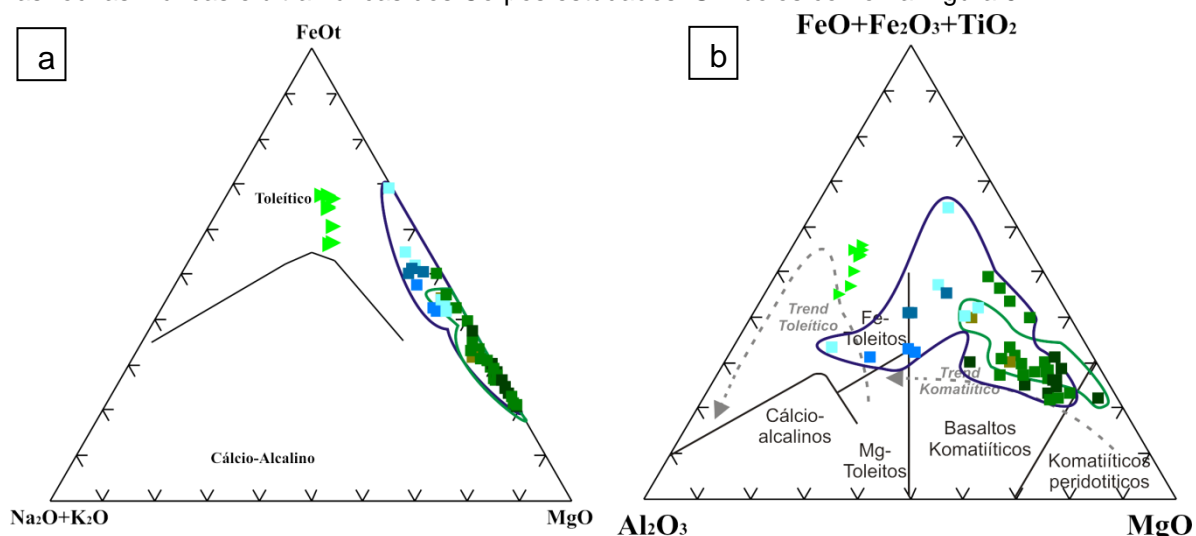 a
FeOt
Toleítico
Cálcio-Alcalino
Na₂O+K₂O
MgO
b
FeO+Fe₂O₃+TiO₂
Trend
Toleítico
Fe-
Toleitos
Trend
Komatiítico
Cálcio-
alcalinos
Mg-
Toleitos
Basaltos
Komatiíticos
Komatiíticos
peridotiticos
Al₂O₃
MgO